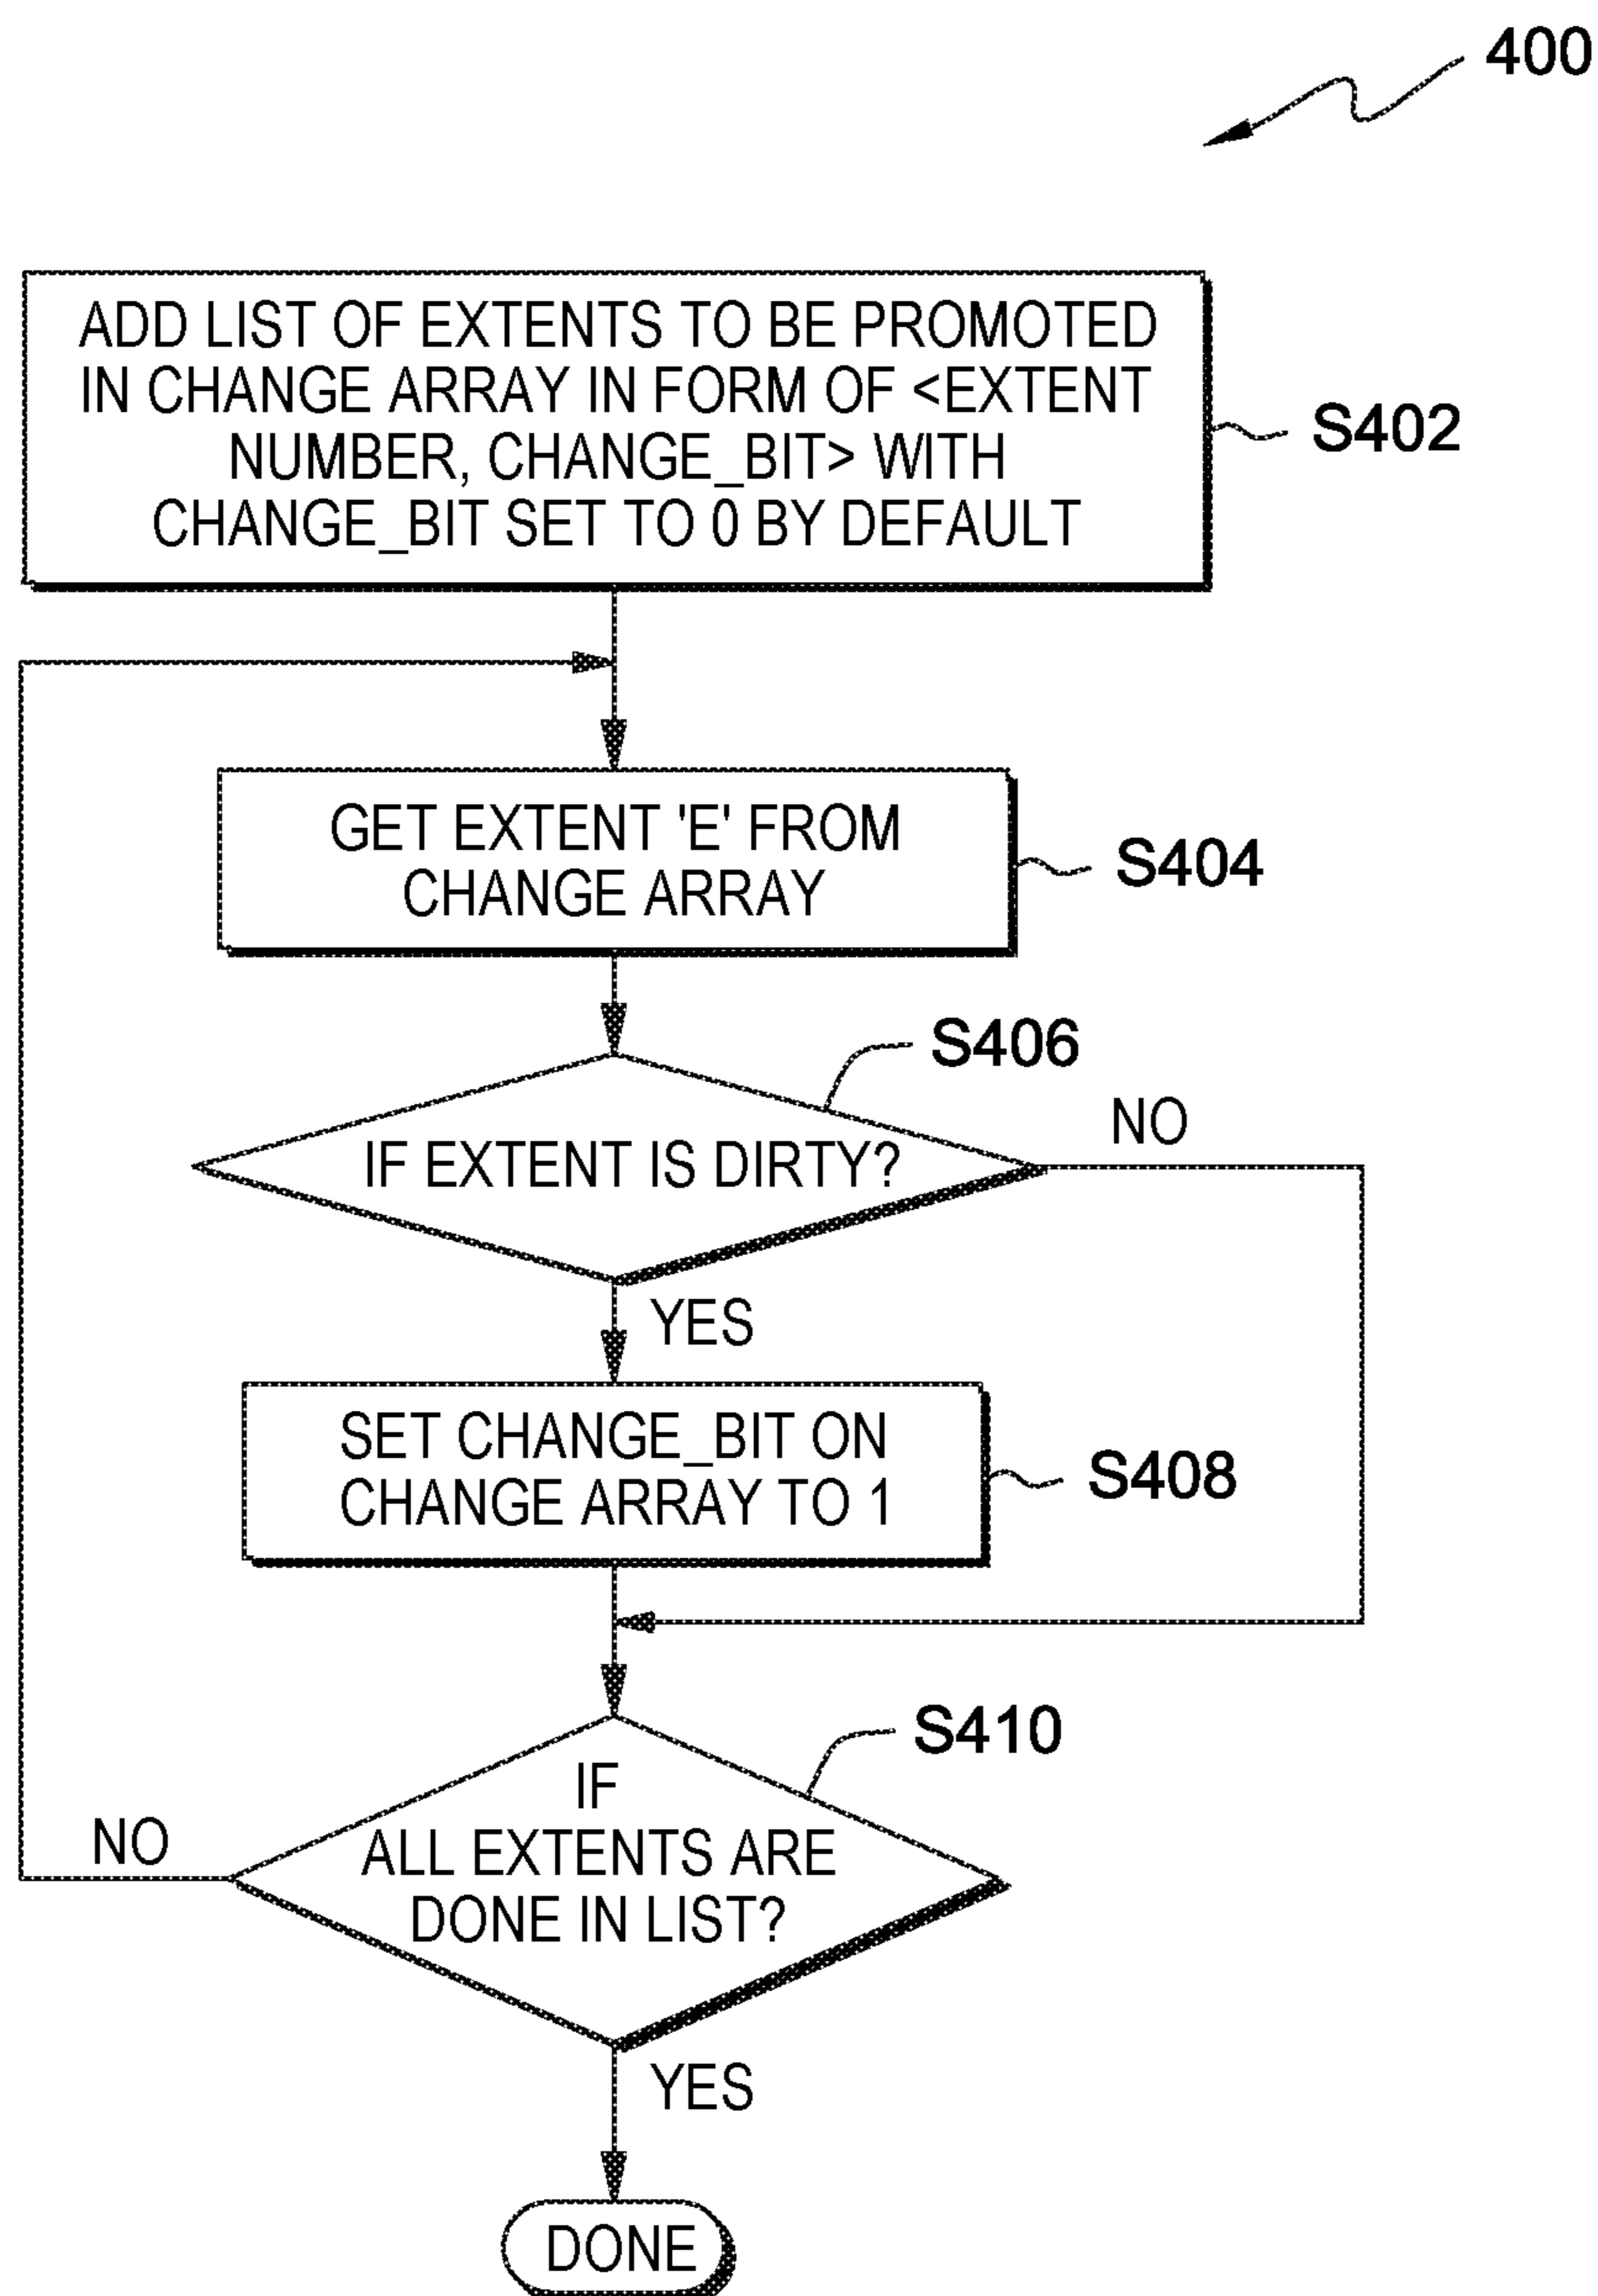 400
ADD LIST OF EXTENTS TO BE PROMOTED
IN CHANGE ARRAY IN FORM OF <EXTENT
NUMBER, CHANGE_BIT> WITH
CHANGE_BIT SET TO 0 BY DEFAULT
S402
GET EXTENT 'E' FROM
CHANGE ARRAY
S404
S406
IF EXTENT IS DIRTY?
NO
YES
SET CHANGE_BIT ON
CHANGE ARRAY TO 1
S408
S410
IF
ALL EXTENTS ARE
DONE IN LIST?
NO
YES
DONE